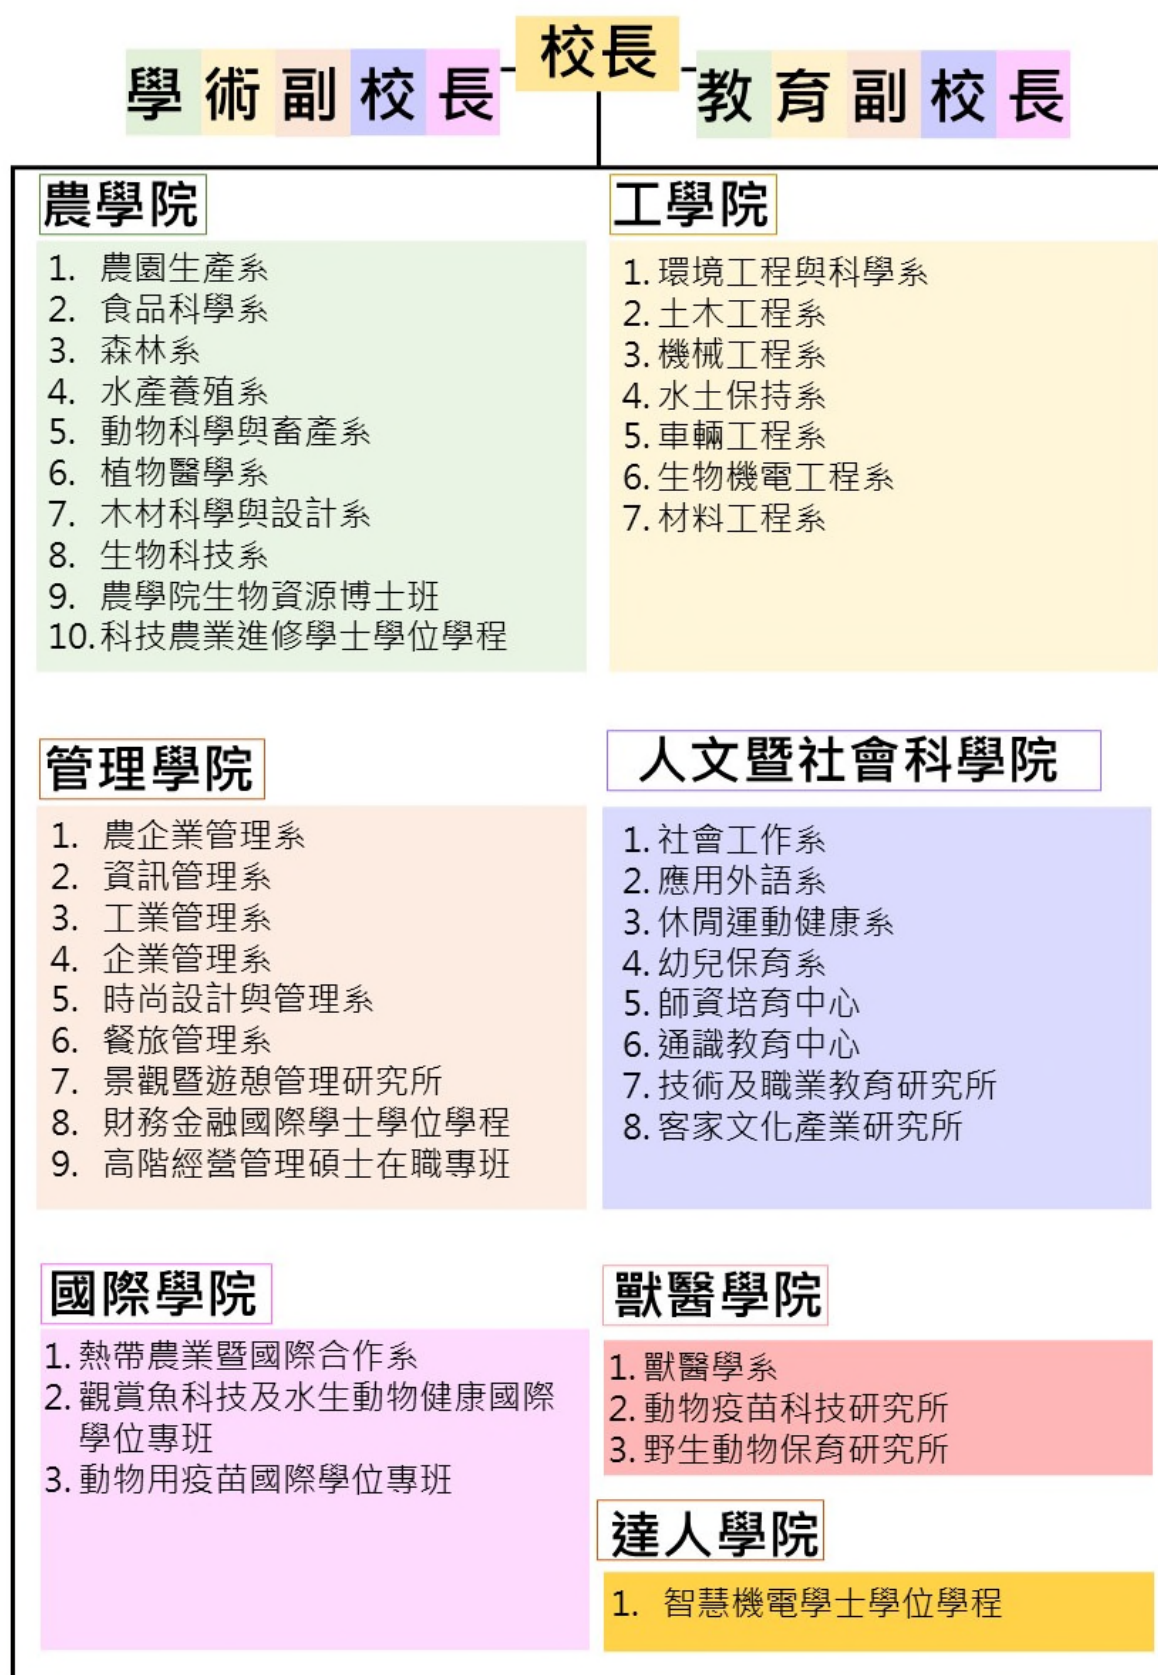 校長
學術副校長
教育副校長
農學院
1. 農園生產系
2. 食品科學系
3. 森林系
4. 水產養殖系
5. 動物科學與畜產系
6. 植物醫學系
7. 木材科學與設計系
8. 生物科技系
9. 農學院生物資源博士班
10. 科技農業進修學士學位學程
工學院
1. 環境工程與科學系
2. 土木工程系
3. 機械工程系
4. 水土保持系
5. 車輛工程系
6. 生物機電工程系
7. 材料工程系
管理學院
1. 農企業管理系
2. 資訊管理系
3. 工業管理系
4. 企業管理系
5. 時尚設計與管理系
6. 餐旅管理系
7. 景觀暨遊憩管理研究所
8. 財務金融國際學士學位學程
9. 高階經營管理碩士在職專班
人文暨社會科學院
1. 社會工作系
2. 應用外語系
3. 休閒運動健康系
4. 幼兒保育系
5. 師資培育中心
6. 通識教育中心
7. 技術及職業教育研究所
8. 客家文化產業研究所
國際學院
1. 熱帶農業暨國際合作系
2. 觀賞魚科技及水生動物健康國際
學位專班
3. 動物用疫苗國際學位專班
獸醫學院
1. 獸醫學系
2. 動物疫苗科技研究所
3. 野生動物保育研究所
達人學院
1. 智慧機電學士學位學程